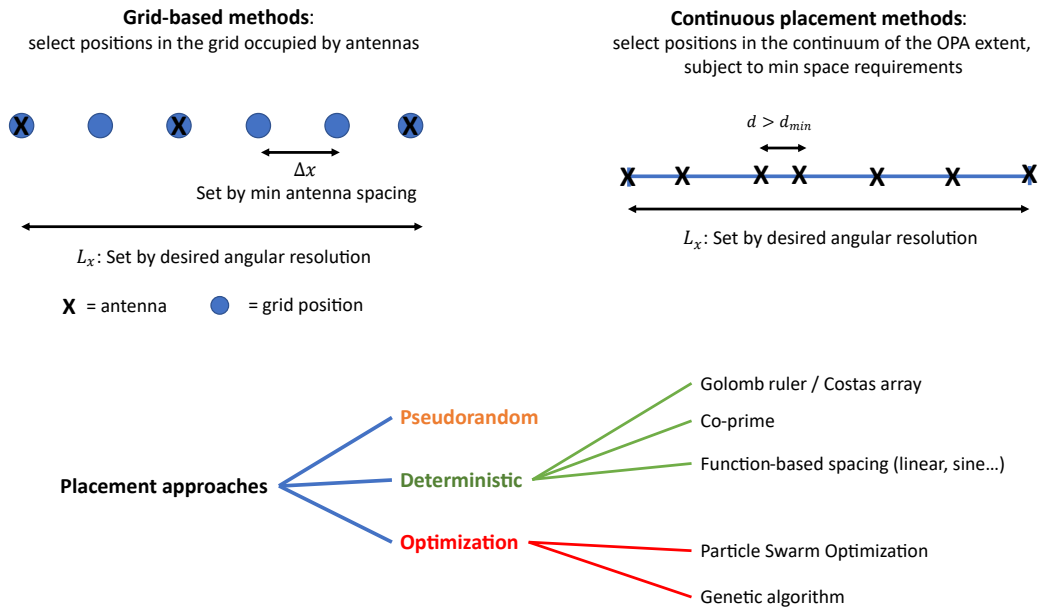 Grid-based methods:
select positions in the grid occupied by antennas
X X X
Δx
Set by min antenna spacing
L_x: Set by desired angular resolution
X = antenna = grid position
Continuous placement methods:
select positions in the continuum of the OPA extent,
subject to min space requirements
d > d_min
X X X X X X X
L_x: Set by desired angular resolution
Placement approaches
Pseudorandom
Deterministic
Optimization
Golomb ruler / Costas array
Co-prime
Function-based spacing (linear, sine…)
Particle Swarm Optimization
Genetic algorithm